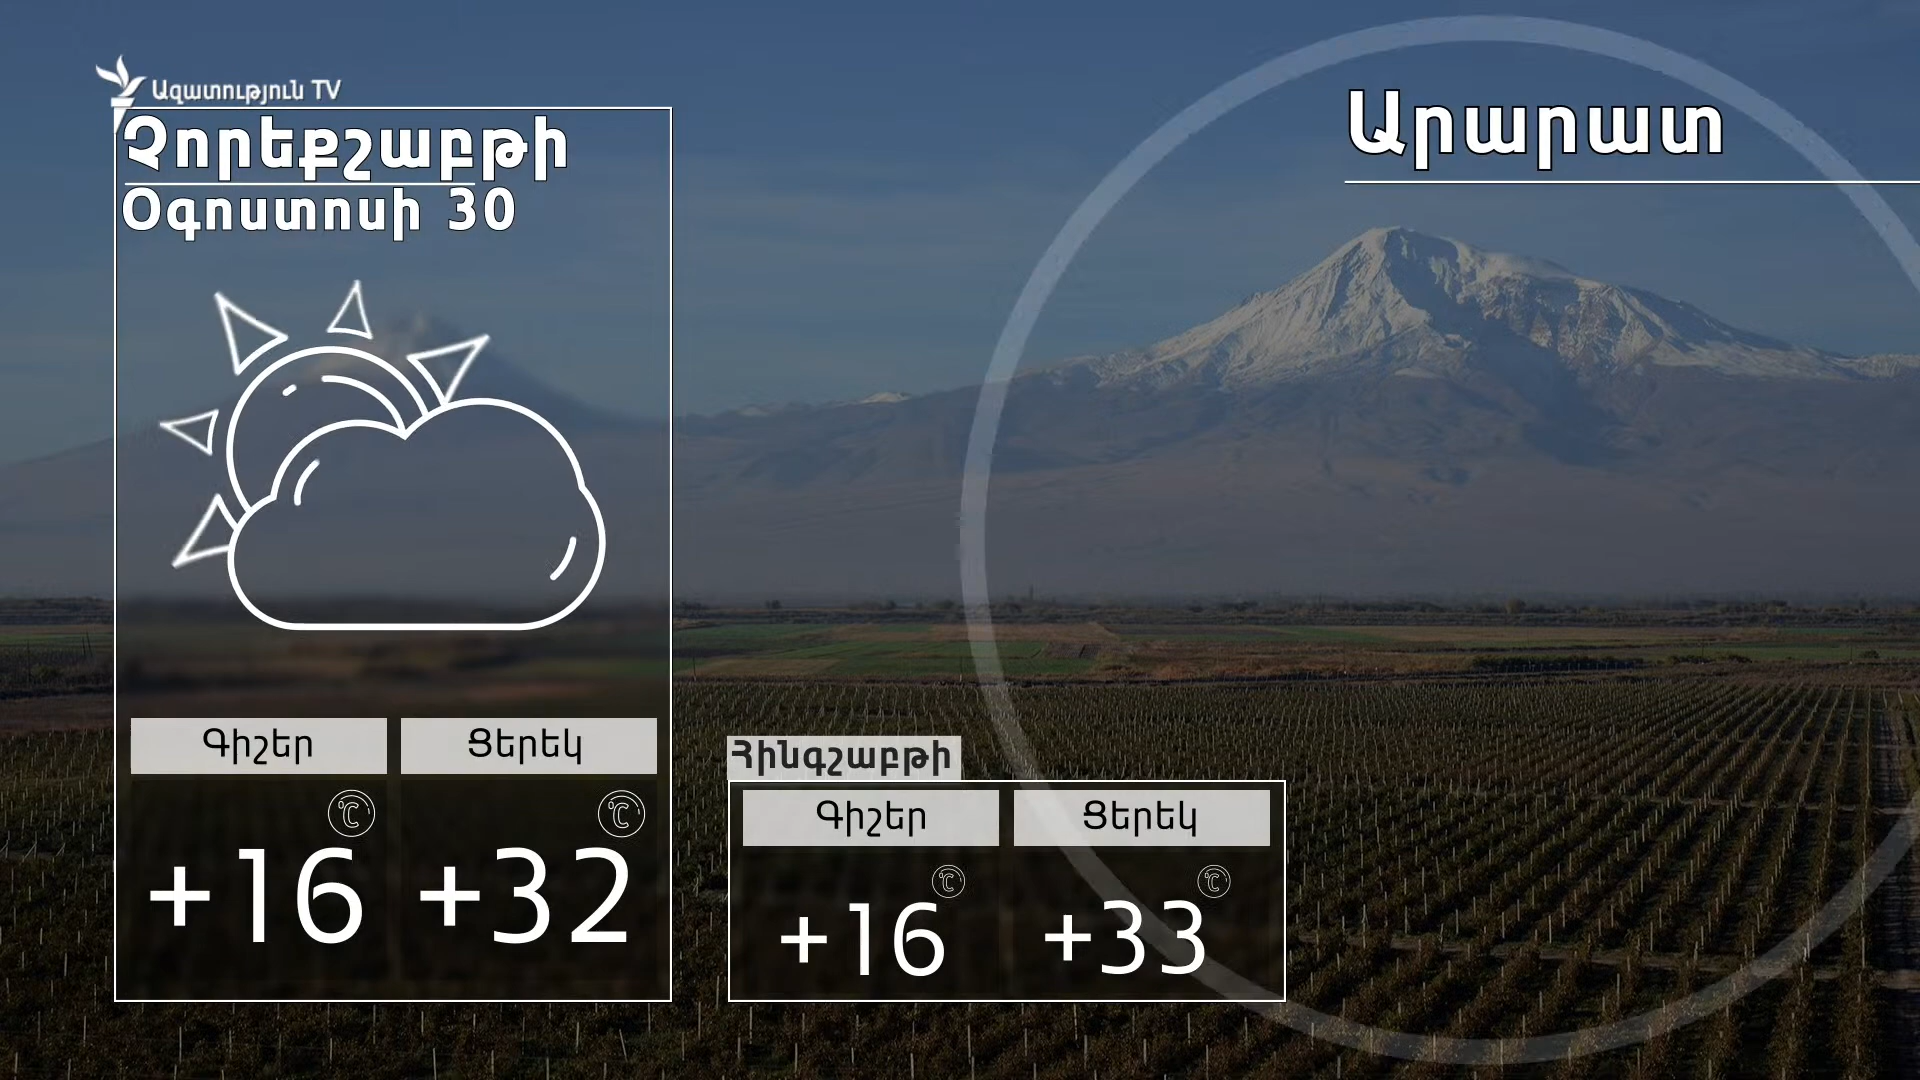 Ազատություն TV
Չորեքշաբթի
Օգոստոսի 30
Արարատ
Գիշեր
Ցերեկ
°C
°C
+16
+32
Հինգշաբթի
Գիշեր
Ցերեկ
°C
°C
+16
+33